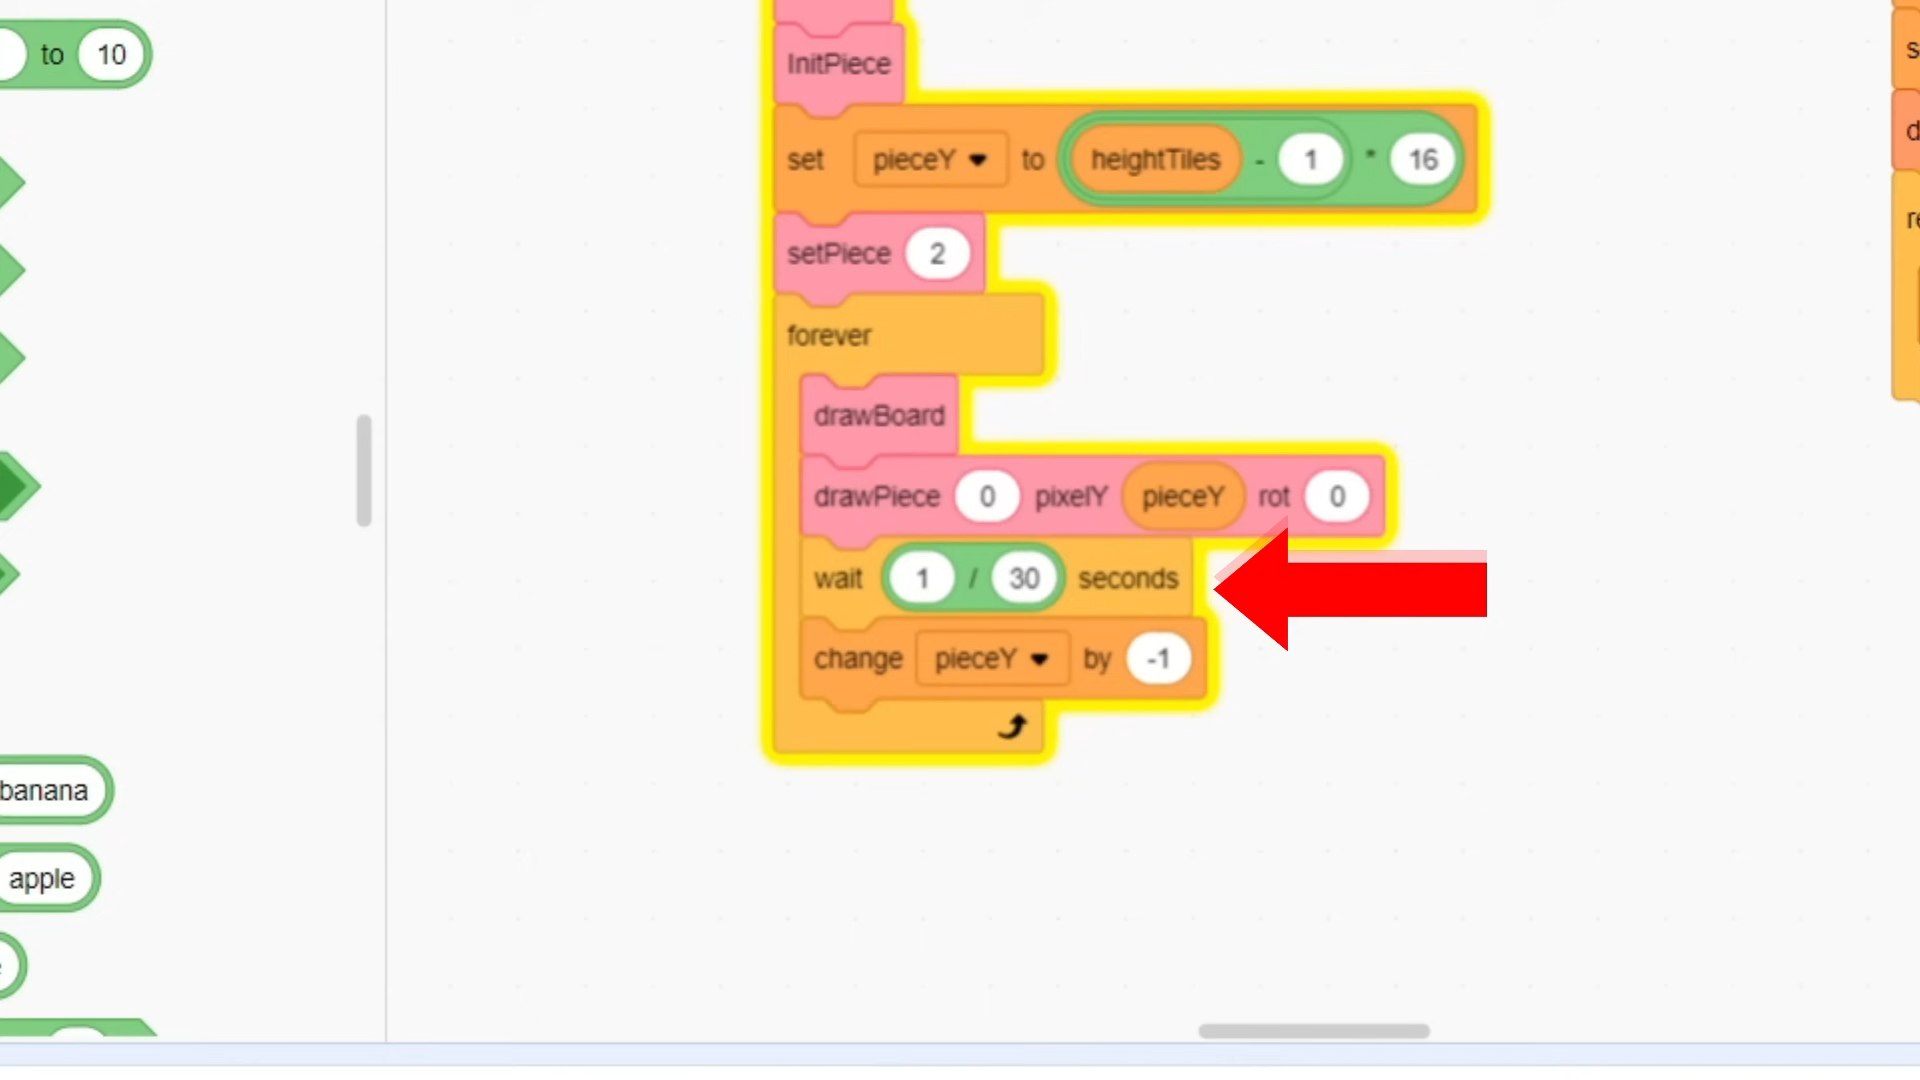 to 10
InitPiece
set pieceY to heightTiles - 1 * 16
setPiece 2
forever
drawBoard
drawPiece 0 pixelY pieceY rot 0
wait 1 / 30 seconds
change pieceY by -1
banana
apple